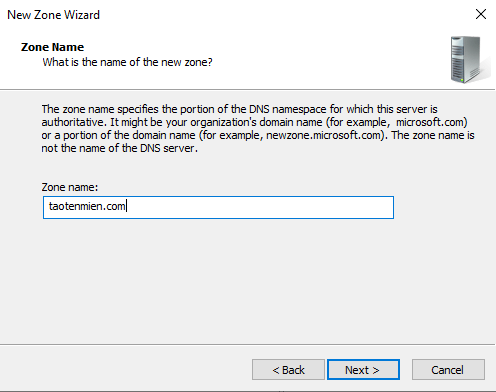 New Zone Wizard
Zone Name
What is the name of the new zone?
The zone name specifies the portion of the DNS namespace for which this server is
authoritative. It might be your organization's domain name (for example, microsoft.com)
or a portion of the domain name (for example, newzone.microsoft.com). The zone name is
not the name of the DNS server.
Zone name:
taotenmien.com
< Back
Next >
Cancel